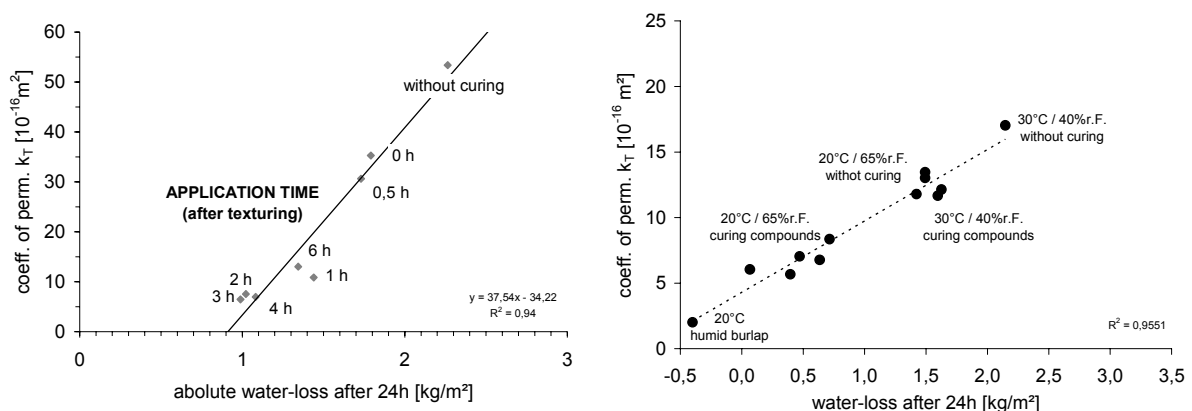 60
50
40
30
20
10
0
coeff. of perm. kT [10-16m2]
without curing
0 h
0,5 h
APPLICATION TIME
(after texturing)
6 h
1 h
2 h
3 h
4 h
y = 37,54x - 34,22
R2 = 0,94
0 1 2 3
abolute water-loss after 24h [kg/m²]
25
20
15
10
5
0
coeff. of perm. kT [10-16 m²]
30°C / 40%r.F.
without curing
20°C / 65%r.F.
withot curing
20°C / 65%r.F.
curing compounds
30°C / 40%r.F.
curing compounds
20°C
humid burlap
R2 = 0,9551
-0,5 0,0 0,5 1,0 1,5 2,0 2,5 3,0 3,5
water-loss after 24h [kg/m²]